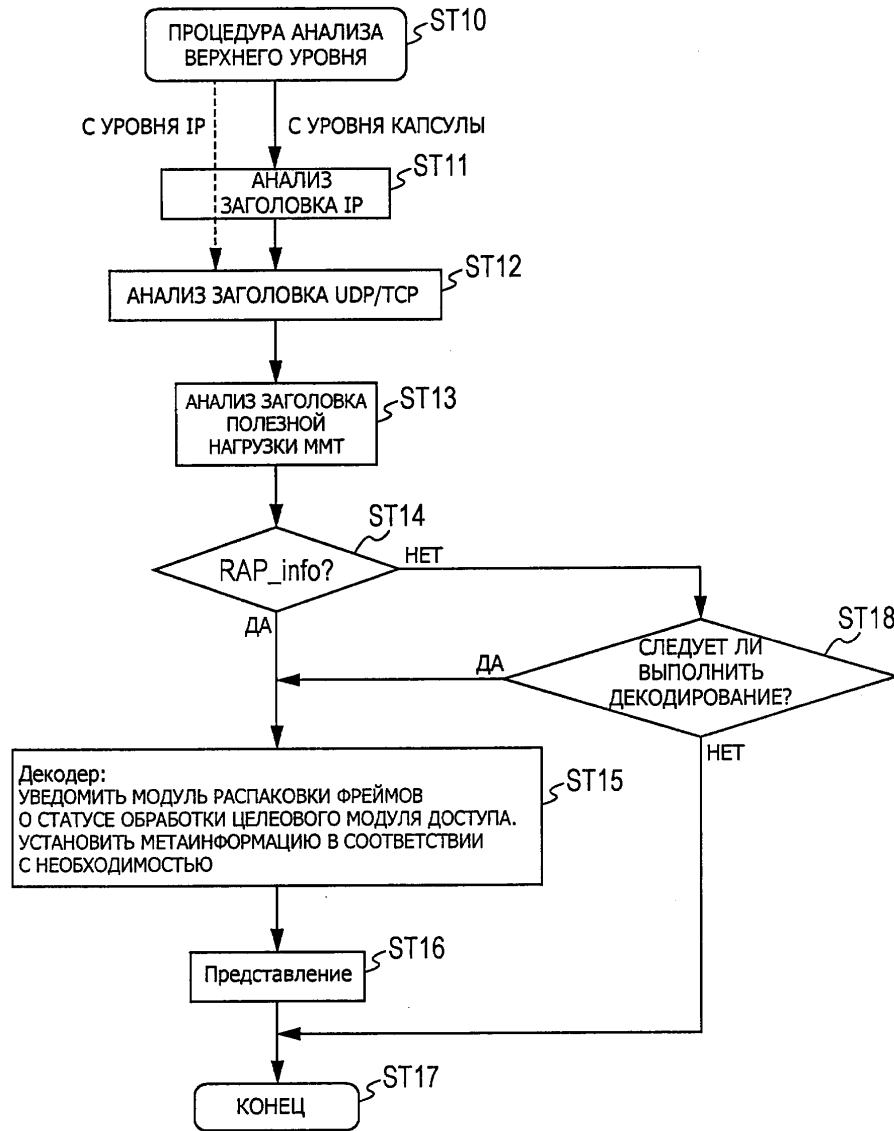 ПРОЦЕДУРА АНАЛИЗА
ВЕРХНЕГО УРОВНЯ
ST10
С УРОВНЯ IP
С УРОВНЯ КАПСУЛЫ
АНАЛИЗ
ЗАГОЛОВКА IP
ST11
АНАЛИЗ ЗАГОЛОВКА UDP/TCP
ST12
АНАЛИЗ ЗАГОЛОВКА
ПОЛЕЗНОЙ
НАГРУЗКИ ММТ
ST13
RAP_info?
ST14
НЕТ
ДА
СЛЕДУЕТ ЛИ
ВЫПОЛНИТЬ
ДЕКОДИРОВАНИЕ?
ST18
ДА
НЕТ
Декодер:
УВЕДОМИТЬ МОДУЛЬ РАСПАКОВКИ ФРЕЙМОВ
О СТАТУСЕ ОБРАБОТКИ ЦЕЛЕОВОГО МОДУЛЯ ДОСТУПА.
УСТАНОВИТЬ МЕТАИНФОРМАЦИЮ В СООТВЕТСТВИИ
С НЕОБХОДИМОСТЬЮ
ST15
Представление
ST16
КОНЕЦ
ST17